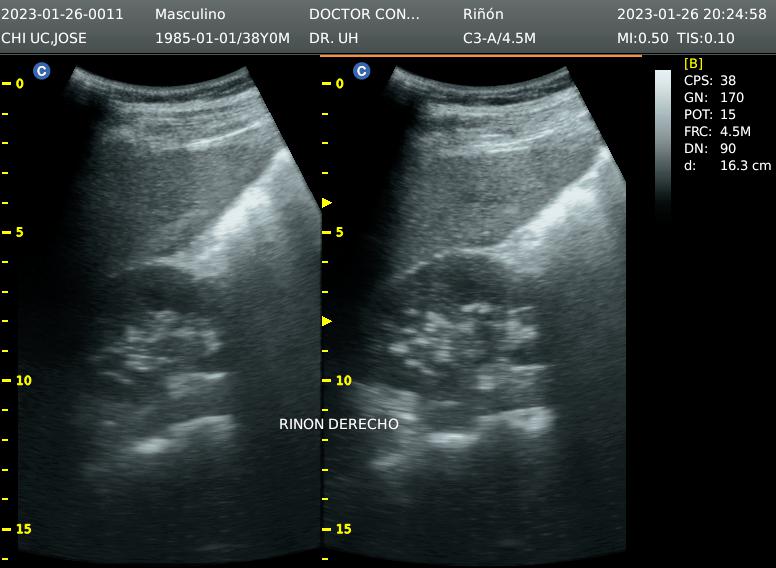 2023-01-26-0011 Masculino DOCTOR CON... Riñón 2023-01-26 20:24:58
CHI UC,JOSE 1985-01-01/38Y0M DR. UH C3-A/4.5M MI:0.50 TIS:0.10
C C
[B]
CPS: 38
GN: 170
POT: 15
FRC: 4.5M
DN: 90
d: 16.3 cm
0 0
5 5
10 10
RINON DERECHO
15 15